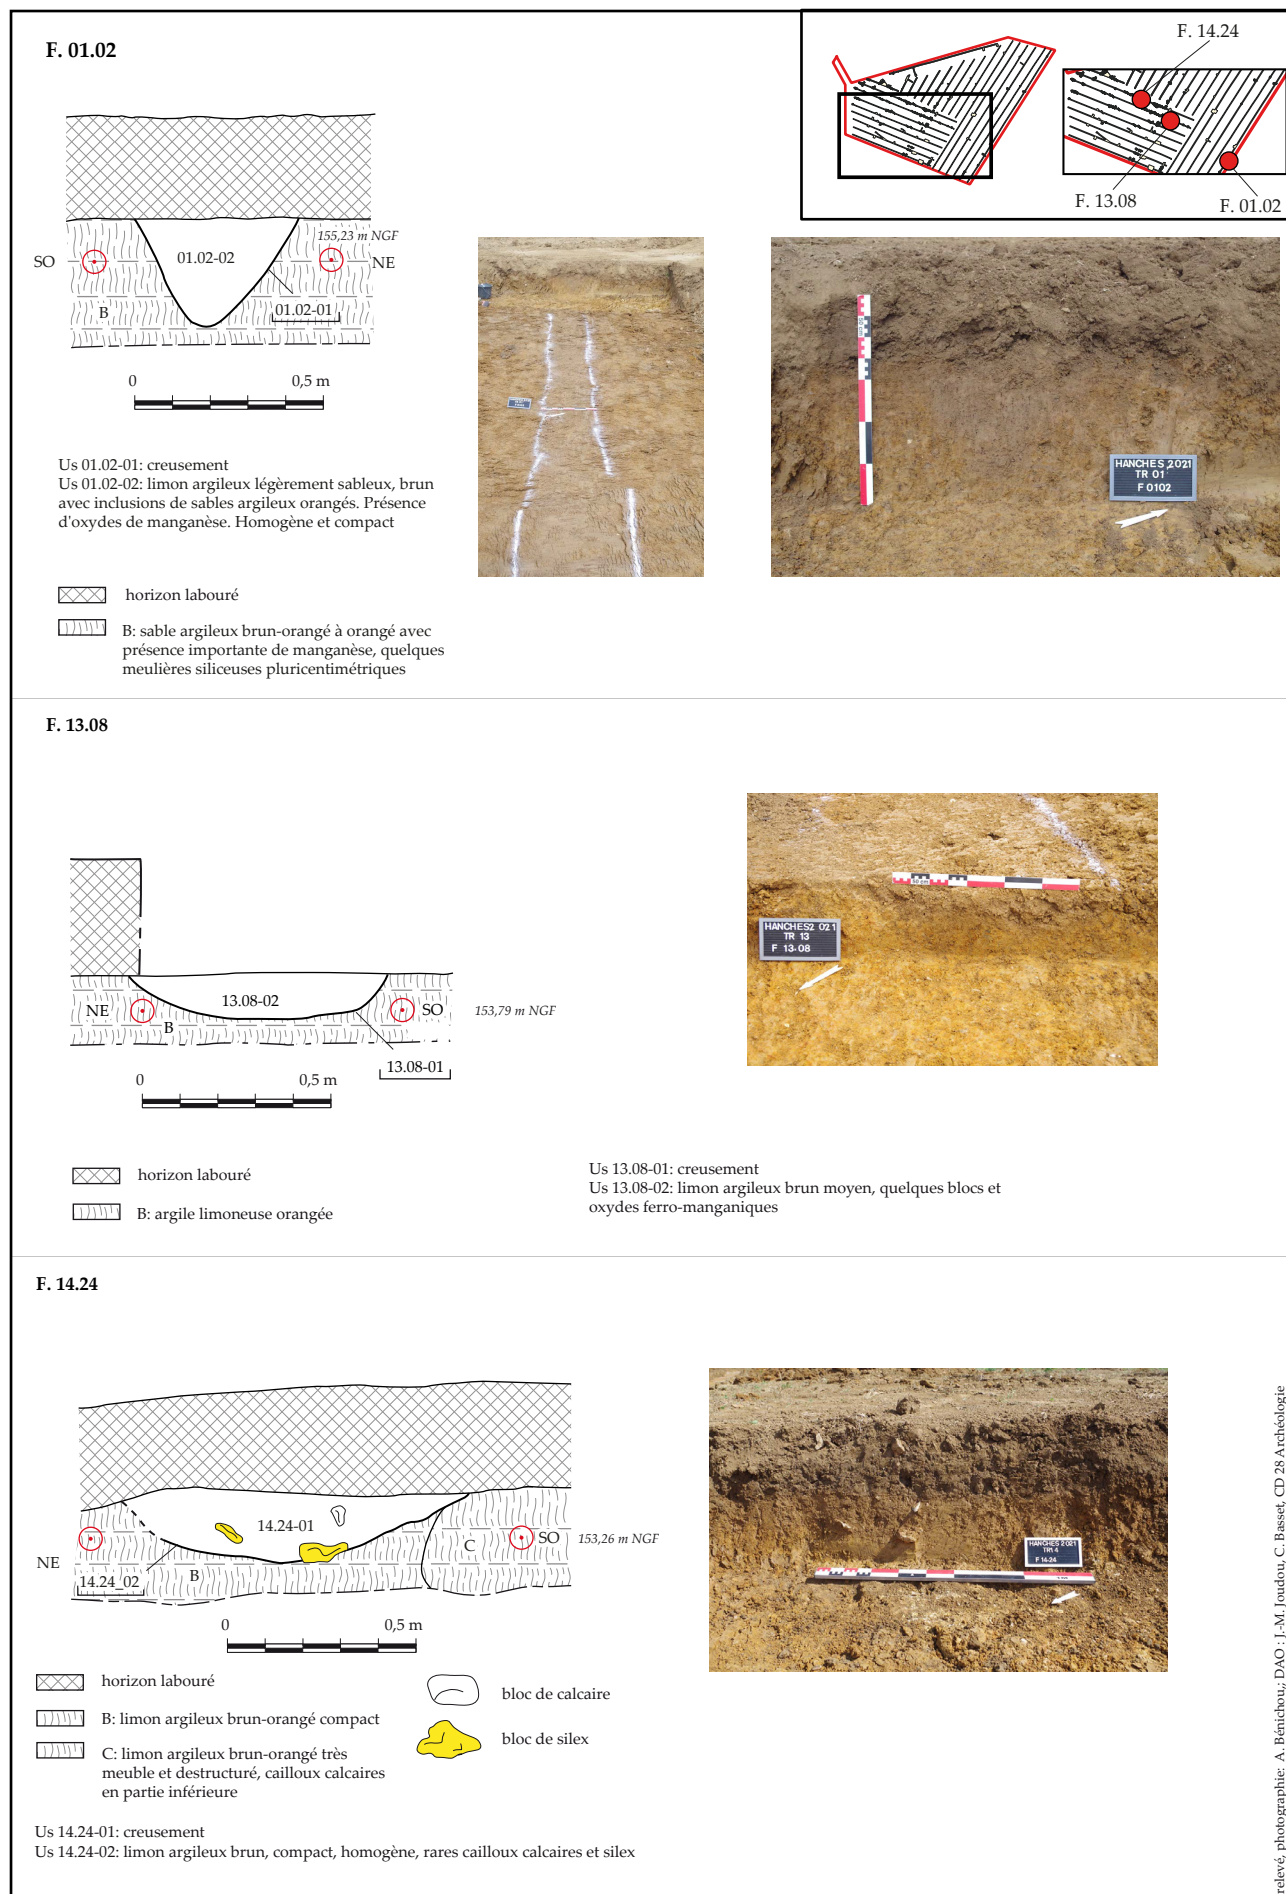 F. 01.02
F. 14.24
F. 13.08
F. 01.02
155,23 m NGF
01.02-02
SO
NE
B
01.02-01
0
0,5 m
Us 01.02-01: creusement
Us 01.02-02: limon argileux légèrement sableux, brun
avec inclusions de sables argileux orangés. Présence
d'oxydes de manganèse. Homogène et compact
horizon labouré
B: sable argileux brun-orangé à orangé avec
présence importante de manganèse, quelques
meulières siliceuses pluricentimétriques
50 cm
HANCHES 2021
TR 01
F 0102
F. 13.08
13.08-02
NE
SO
153,79 m NGF
B
13.08-01
0
0,5 m
50 cm
HANCHES2 021
TR 13
F 13-08
horizon labouré
B: argile limoneuse orangée
Us 13.08-01: creusement
Us 13.08-02: limon argileux brun moyen, quelques blocs et
oxydes ferro-manganiques
F. 14.24
14.24-01
C
SO
153,26 m NGF
NE
B
14.24_02
0
0,5 m
HANCHES 2021
TR1 4
F 14-24
horizon labouré
B: limon argileux brun-orangé compact
C: limon argileux brun-orangé très
meuble et destructuré, cailloux calcaires
en partie inférieure
bloc de calcaire
bloc de silex
Us 14.24-01: creusement
Us 14.24-02: limon argileux brun, compact, homogène, rares cailloux calcaires et silex
relevé, photographie: A. Bénichou,; DAO : J.-M. Joudou, C. Basset, CD 28 Archéologie